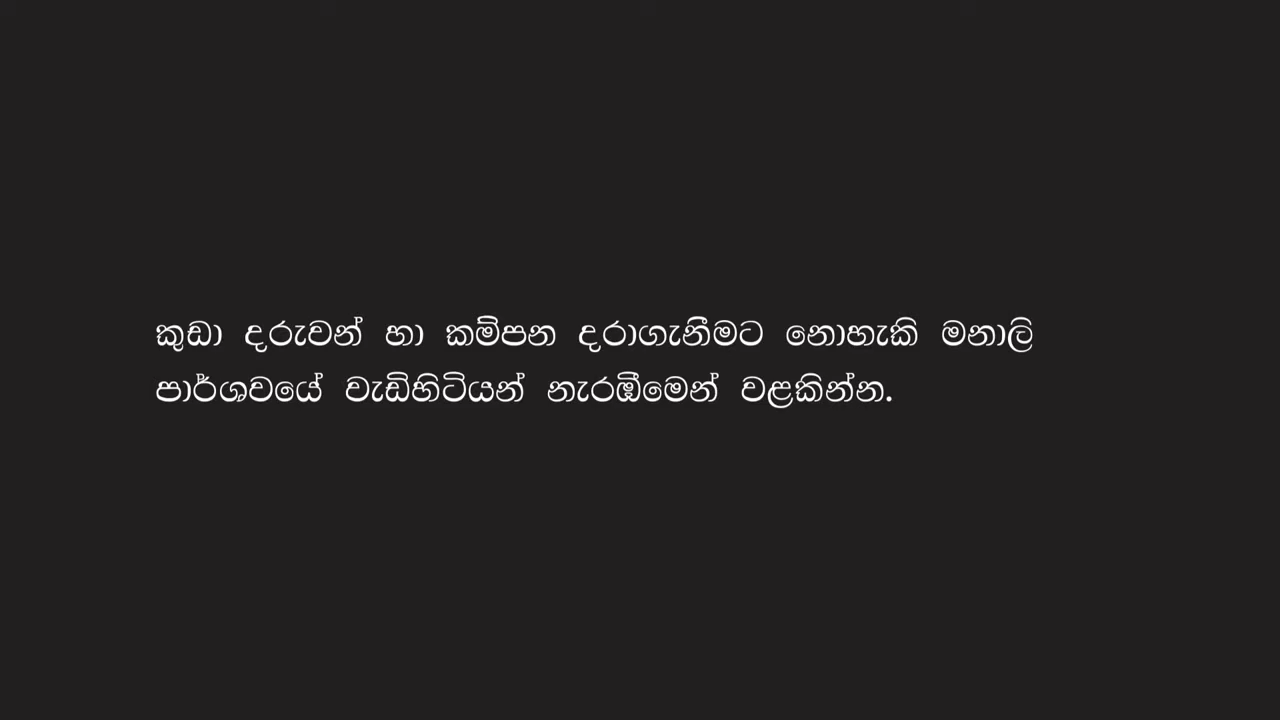 කුඩා දරුවන් හා කම්පන දරාගැනීමට නොහැකි මනාලි
පාර්ශවයේ වැඩිහිටියන් නැරඹීමෙන් වළකින්න.